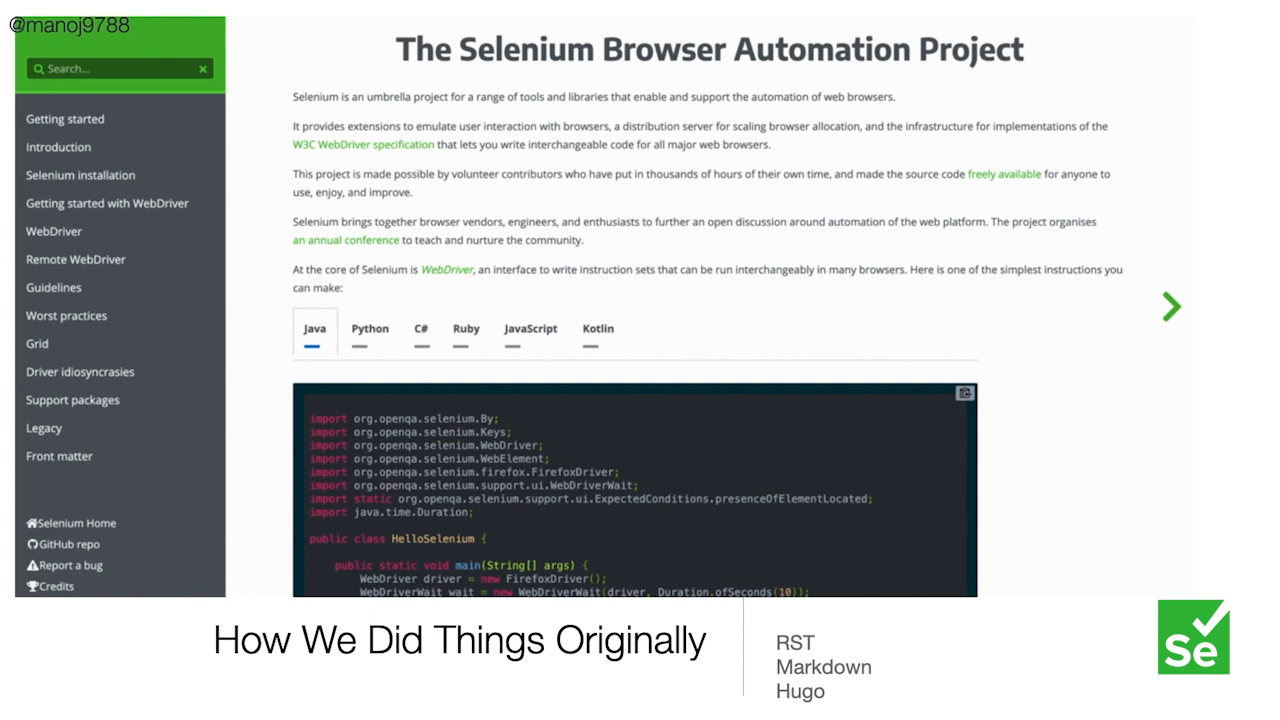 @manoj9788
Search...
Getting started
Introduction
Selenium installation
Getting started with WebDriver
WebDriver
Remote WebDriver
Guidelines
Worst practices
Grid
Driver idiosyncrasies
Support packages
Legacy
Front matter
Selenium Home
GitHub repo
Report a bug
Credits
The Selenium Browser Automation Project
Selenium is an umbrella project for a range of tools and libraries that enable and support the automation of web browsers.
It provides extensions to emulate user interaction with browsers, a distribution server for scaling browser allocation, and the infrastructure for implementations of the
W3C WebDriver specification that lets you write interchangeable code for all major web browsers.
This project is made possible by volunteer contributors who have put in thousands of hours of their own time, and made the source code freely available for anyone to
use, enjoy, and improve.
Selenium brings together browser vendors, engineers, and enthusiasts to further an open discussion around automation of the web platform. The project organises
an annual conference to teach and nurture the community.
At the core of Selenium is WebDriver, an interface to write instruction sets that can be run interchangeably in many browsers. Here is one of the simplest instructions you
can make:
Java Python C# Ruby JavaScript Kotlin
import org.openqa.selenium.By;
import org.openqa.selenium.Keys;
import org.openqa.selenium.WebDriver;
import org.openqa.selenium.WebElement;
import org.openqa.selenium.firefox.FirefoxDriver;
import org.openqa.selenium.support.ui.WebDriverWait;
import static org.openqa.selenium.support.ui.ExpectedConditions.presenceOfElementLocated;
import java.time.Duration;
public class HelloSelenium {
public static void main(String[] args) {
WebDriver driver = new FirefoxDriver();
WebDriverWait wait = new WebDriverWait(driver, Duration.ofSeconds(10));
How We Did Things Originally
RST
Markdown
Hugo
Se